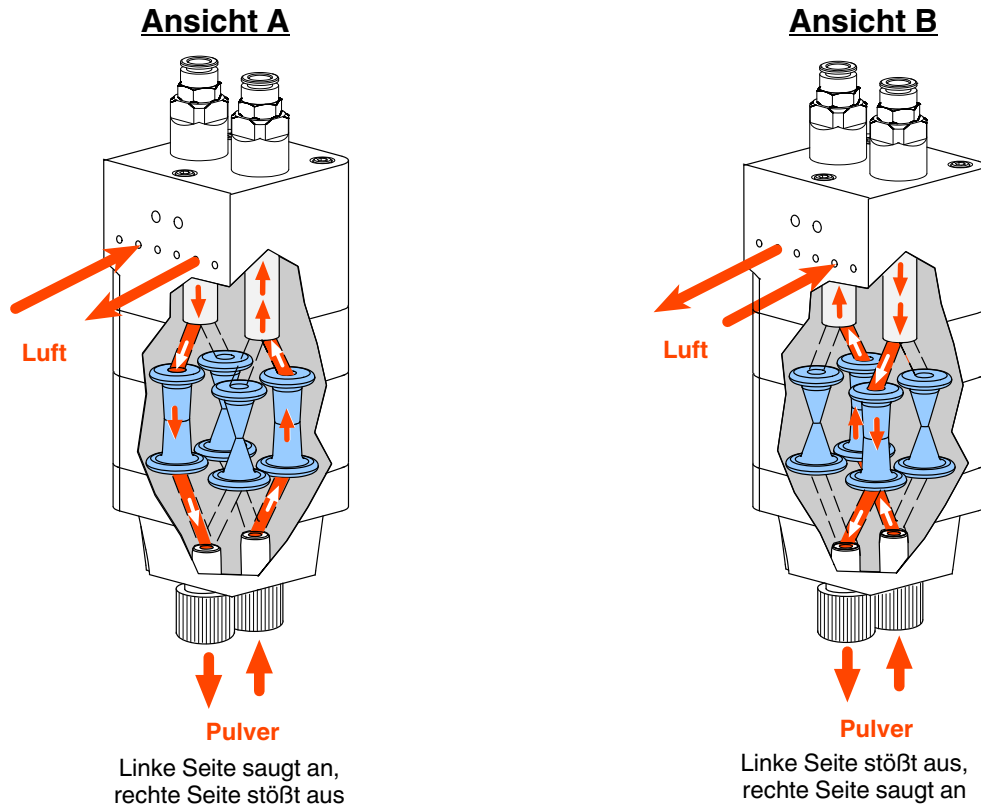 Ansicht A
Luft
Pulver
Linke Seite saugt an,
rechte Seite stößt aus
Ansicht B
Luft
Pulver
Linke Seite stößt aus,
rechte Seite saugt an